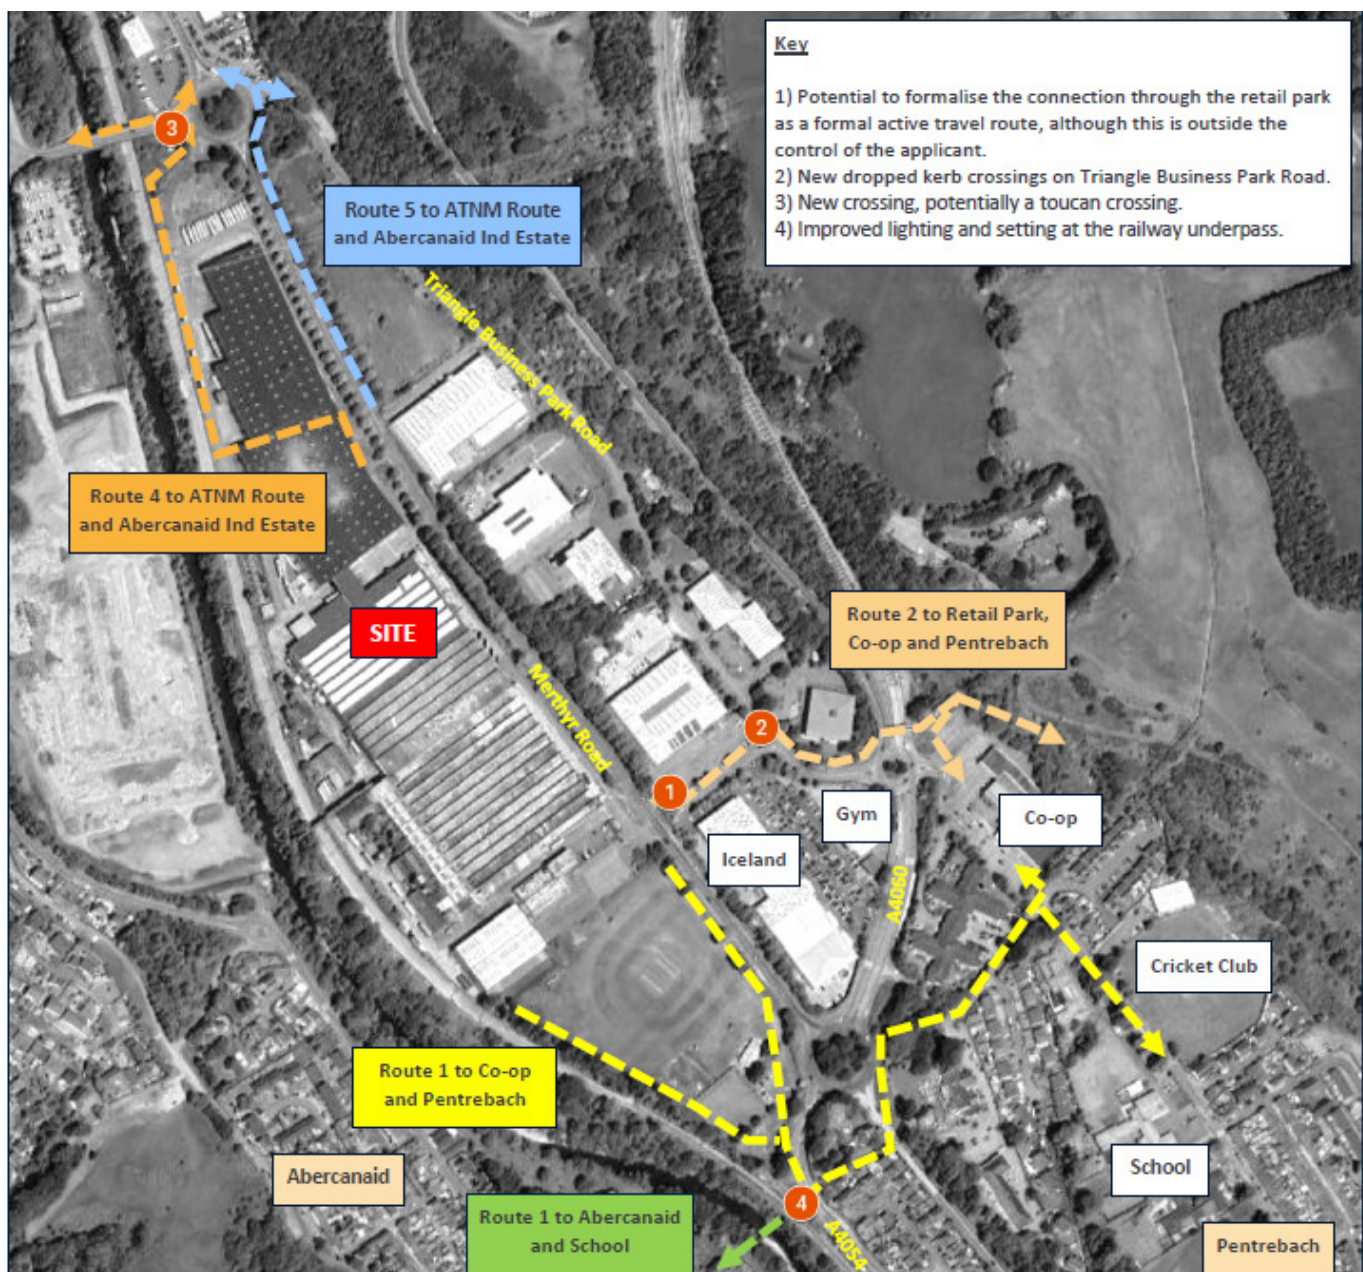 Key
1) Potential to formalise the connection through the retail park
as a formal active travel route, although this is outside the
control of the applicant.
2) New dropped kerb crossings on Triangle Business Park Road.
3) New crossing, potentially a toucan crossing.
4) Improved lighting and setting at the railway underpass.
3
Route 5 to ATNM Route
and Abercanaid Ind Estate
Triangle Business Park Road
Route 4 to ATNM Route
and Abercanaid Ind Estate
SITE
Route 2 to Retail Park,
Co-op and Pentrebach
Merthyr Road
2
1
Gym
Co-op
Iceland
A4060
Cricket Club
Route 1 to Co-op
and Pentrebach
Abercanaid
School
4
Route 1 to Abercanaid
and School
A4054
Pentrebach